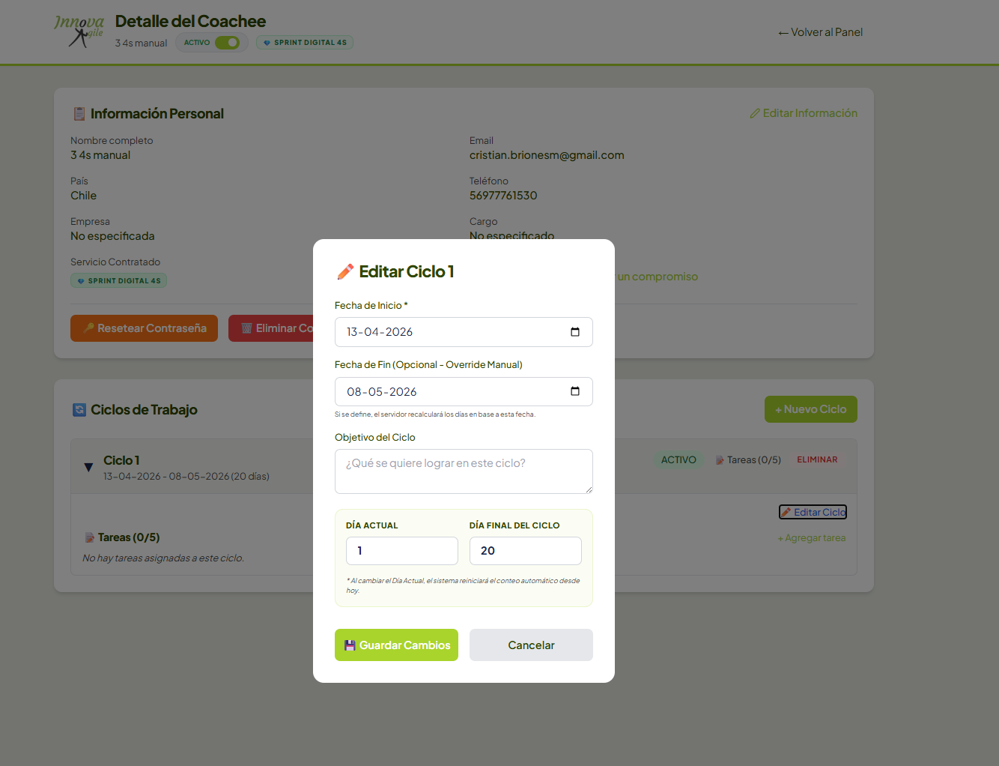 Innova
gile
Detalle del Coachee
3 4s manual
ACTIVO
SPRINT DIGITAL 4S
← Volver al Panel
Información Personal
Editar Información
Nombre completo
3 4s manual
Email
cristian.brionesm@gmail.com
País
Chile
Teléfono
56977761530
Empresa
No especificada
Cargo
No especificado
Servicio Contratado
SPRINT DIGITAL 4S
un compromiso
Resetear Contraseña
Eliminar Co
Ciclos de Trabajo
+ Nuevo Ciclo
▼ Ciclo 1
13-04-2026 - 08-05-2026 (20 días)
ACTIVO
Tareas (0/5)
ELIMINAR
Editar Ciclo
Tareas (0/5)
+ Agregar tarea
No hay tareas asignadas a este ciclo.
Editar Ciclo 1
Fecha de Inicio *
13-04-2026
Fecha de Fin (Opcional - Override Manual)
08-05-2026
Si se define, el servidor recalculará los días en base a esta fecha.
Objetivo del Ciclo
¿Qué se quiere lograr en este ciclo?
DÍA ACTUAL
1
DÍA FINAL DEL CICLO
20
* Al cambiar el Día Actual, el sistema reiniciará el conteo automático desde
hoy.
Guardar Cambios
Cancelar